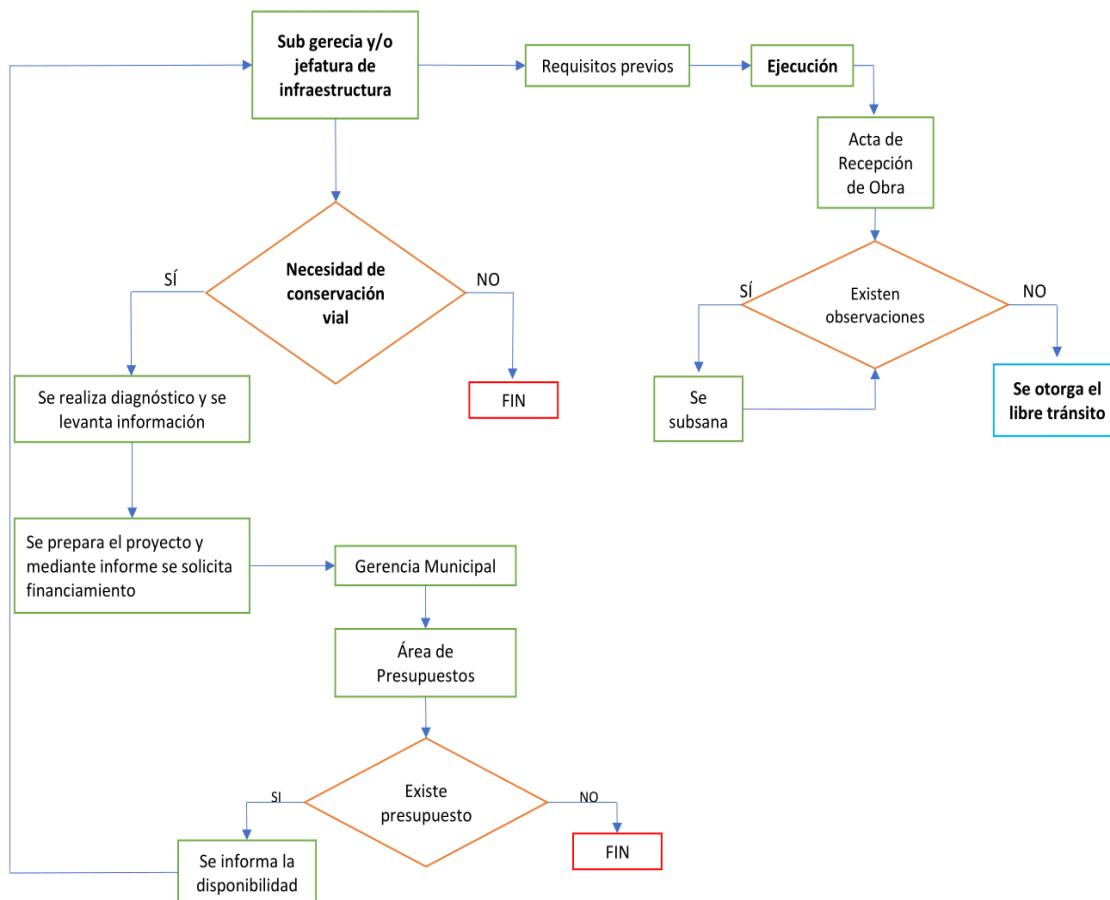 Sub gerecia y/o
jefatura de
infraestructura
Requisitos previos
Ejecución
Acta de
Recepción
de Obra
Necesidad de
conservación
vial
SÍ
NO
Existen
observaciones
SÍ
NO
Se realiza diagnóstico y se
levanta información
FIN
Se
subsana
Se otorga el
libre tránsito
Se prepara el proyecto y
mediante informe se solicita
financiamiento
Gerencia Municipal
Área de
Presupuestos
Existe
presupuesto
SI
NO
Se informa la
disponibilidad
FIN